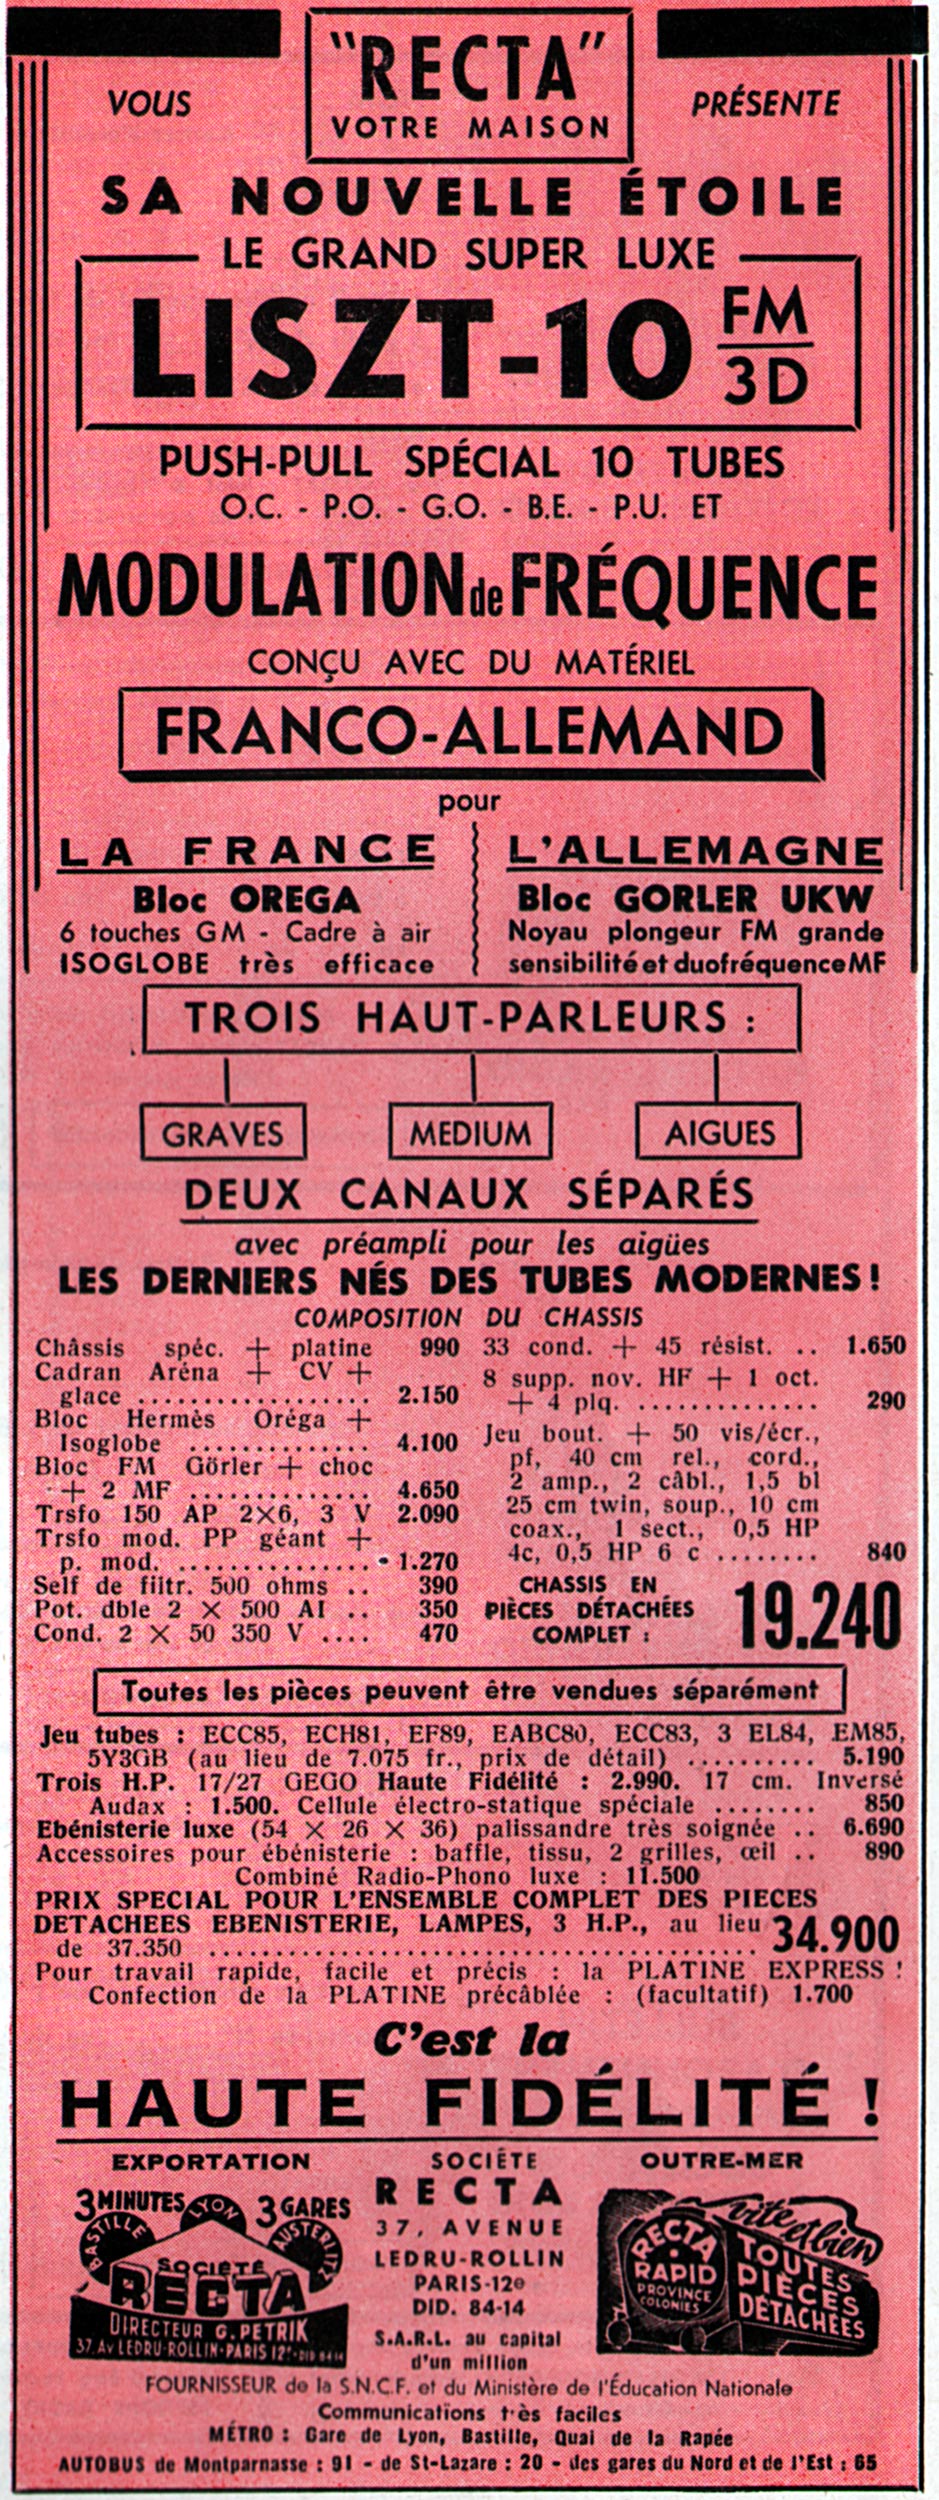 "RECTA"
VOTRE MAISON
VOUS
PRÉSENTE
SA NOUVELLE ÉTOILE
LE GRAND SUPER LUXE
LISZT-10 FM
3D
PUSH-PULL SPÉCIAL 10 TUBES
O.C. - P.O. - G.O. - B.E. - P.U. ET
MODULATION de FRÉQUENCE
CONÇU AVEC DU MATÉRIEL
FRANCO-ALLEMAND
pour
LA FRANCE
Bloc OREGA
6 touches GM - Cadre à air
ISOGLOBE très efficace
L'ALLEMAGNE
Bloc GORLER UKW
Noyau plongeur FM grande
sensibilité et duofréquence MF
TROIS HAUT-PARLEURS :
GRAVES
MEDIUM
AIGUES
DEUX CANAUX SÉPARÉS
avec préampli pour les aigües
LES DERNIERS NÉS DES TUBES MODERNES !
COMPOSITION DU CHASSIS
Châssis spéc. + platine 990
Cadran Aréna + CV +
glace .................. 2.150
Bloc Hermès Oréga +
Isoglobe .............. 4.100
Bloc FM Görler + choc
+ 2 MF ................ 4.650
Trsfo 150 AP 2×6, 3 V 2.090
Trsfo mod. PP géant +
p. mod. ................ 1.270
Self de filtr. 500 ohms .. 390
Pot. dble 2 × 500 AI .. 350
Cond. 2 × 50 350 V .... 470
33 cond. + 45 résist. .. 1.650
8 supp. nov. HF + 1 oct.
+ 4 plq. .............. 290
Jeu bout. + 50 vis/écr.,
pf, 40 cm rel., cord.,
2 amp., 2 câbl., 1,5 bl
25 cm twin, soup., 10 cm
coax., 1 sect., 0,5 HP
4c, 0,5 HP 6 c ........ 840
CHASSIS EN
PIÈCES DÉTACHÉES
COMPLET :
19.240
Toutes les pièces peuvent être vendues séparément
Jeu tubes : ECC85, ECH81, EF89, EABC80, ECC83, 3 EL84, EM85,
5Y3GB (au lieu de 7.075 fr., prix de détail) .......... 5.190
Trois H.P. 17/27 GEGO Haute Fidélité : 2.990. 17 cm. Inversé
Audax : 1.500. Cellule électro-statique spéciale ........ 850
Ebénisterie luxe (54 × 26 × 36) palissandre très soignée .. 6.690
Accessoires pour ébénisterie : baffle, tissu, 2 grilles, œil .. 890
Combiné Radio-Phono luxe : 11.500
PRIX SPECIAL POUR L'ENSEMBLE COMPLET DES PIECES
DETACHEES EBENISTERIE, LAMPES, 3 H.P., au lieu
de 37.350 ........................................ 34.900
Pour travail rapide, facile et précis : la PLATINE EXPRESS !
Confection de la PLATINE précâblée : (facultatif) 1.700
C'est la
HAUTE FIDÉLITÉ !
EXPORTATION
3 MINUTES 3 GARES
BASTILLE
LYON
AUSTERLITZ
SOCIÉTÉ
RECTA
DIRECTEUR G. PETRIK
37, AV. LEDRU-ROLLIN - PARIS 12e - DID 84-14
SOCIÉTE
RECTA
37, AVENUE
LEDRU-ROLLIN
PARIS-12e
DID. 84-14
S.A.R.L. au capital
d'un million
OUTRE-MER
vite et bien
RECTA
RAPID
PROVINCE
COLONIES
TOUTES
PIÈCES
DÉTACHÉES
FOURNISSEUR de la S.N.C.F. et du Ministère de l'Éducation Nationale
Communications très faciles
MÉTRO : Gare de Lyon, Bastille, Quai de la Rapée
AUTOBUS de Montparnasse : 91 - de St-Lazare : 20 - des gares du Nord et de l'Est : 65